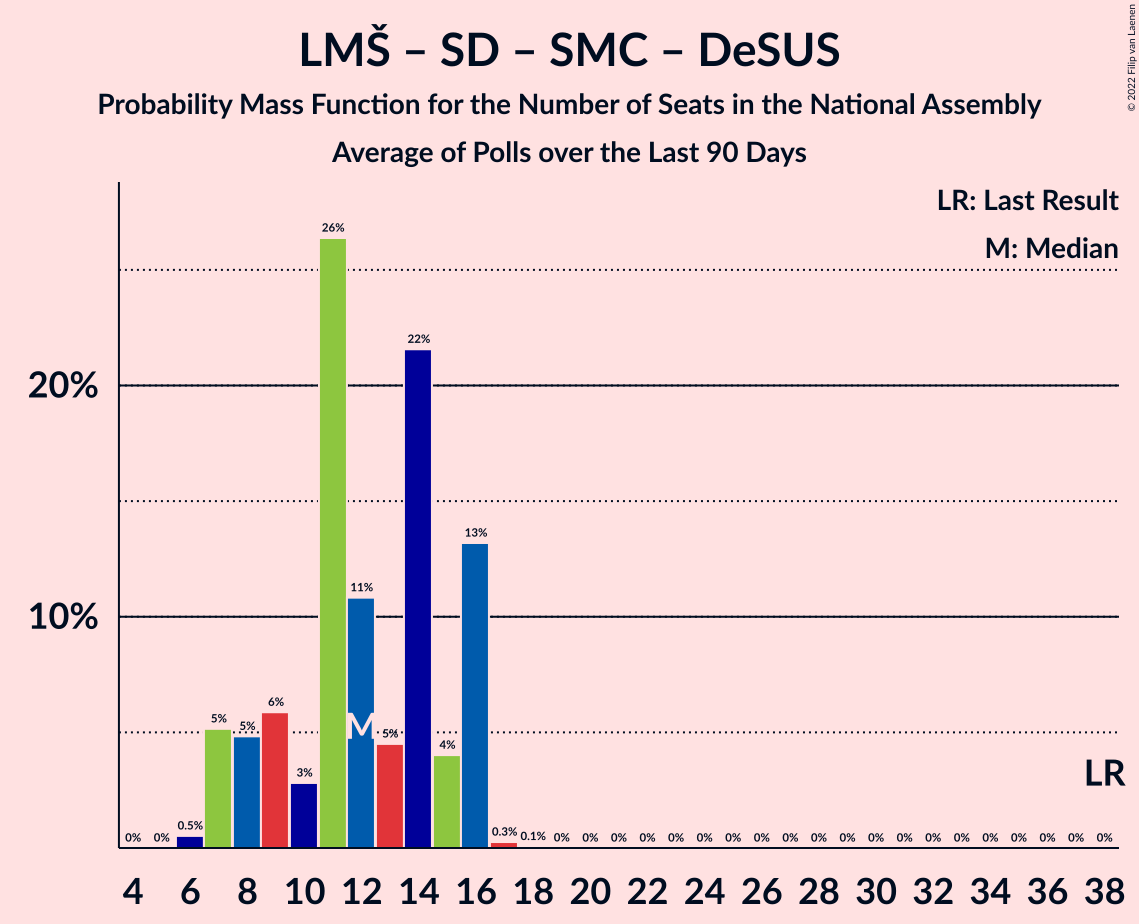 LMŠ – SD – SMC – DeSUS
Probability Mass Function for the Number of Seats in the National Assembly
Average of Polls over the Last 90 Days
© 2022 Filip van Laenen
LR: Last Result
M: Median
20%
10%
0% 0% 0.5% 5% 5% 6% 3% 26% 11% 5% 22% 4% 13% 0.3% 0.1% 0% 0% 0% 0% 0% 0% 0% 0% 0% 0% 0% 0% 0% 0% 0% 0% 0% 0% 0% 0%
M
LR
4 6 8 10 12 14 16 18 20 22 24 26 28 30 32 34 36 38